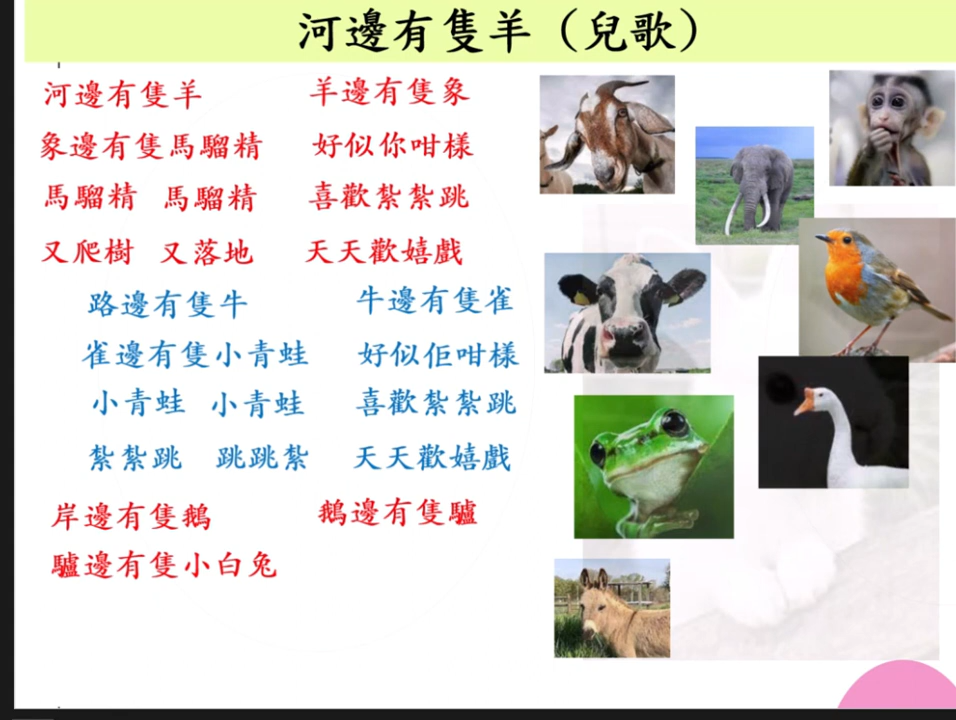 河邊有隻羊（兒歌）
河邊有隻羊 羊邊有隻象
象邊有隻馬騮精 好似你咁樣
馬騮精 馬騮精 喜歡紮紮跳
又爬樹 又落地 天天歡嬉戲
路邊有隻牛 牛邊有隻雀
雀邊有隻小青蛙 好似佢咁樣
小青蛙 小青蛙 喜歡紮紮跳
紮紮跳 跳跳紮 天天歡嬉戲
岸邊有隻鵝 鵝邊有隻驢
驢邊有隻小白兔